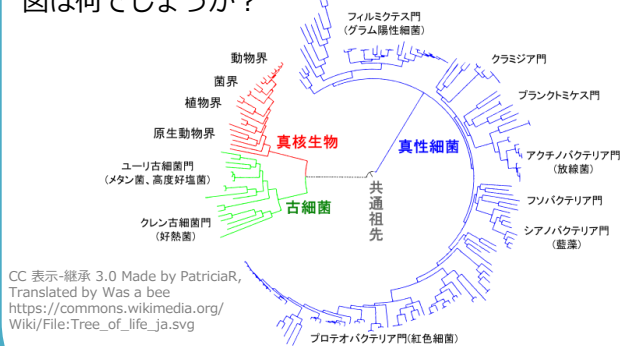 図は何でしょうか？
フィルミクテス門
(グラム陽性細菌)
動物界
菌界
植物界
原生動物界
真核生物
ユーリ古細菌門
(メタン菌、高度好塩菌)
古細菌
クレン古細菌門
(好熱菌)
共通祖先
真性細菌
クラミジア門
プランクトミケス門
アクチノバクテリア門
(放線菌)
フソバクテリア門
シアノバクテリア門
(藍藻)
プロテオバクテリア門(紅色細菌)
CC 表示-継承 3.0 Made by PatriciaR,
Translated by Was a bee
https://commons.wikimedia.org/
Wiki/File:Tree_of_life_ja.svg